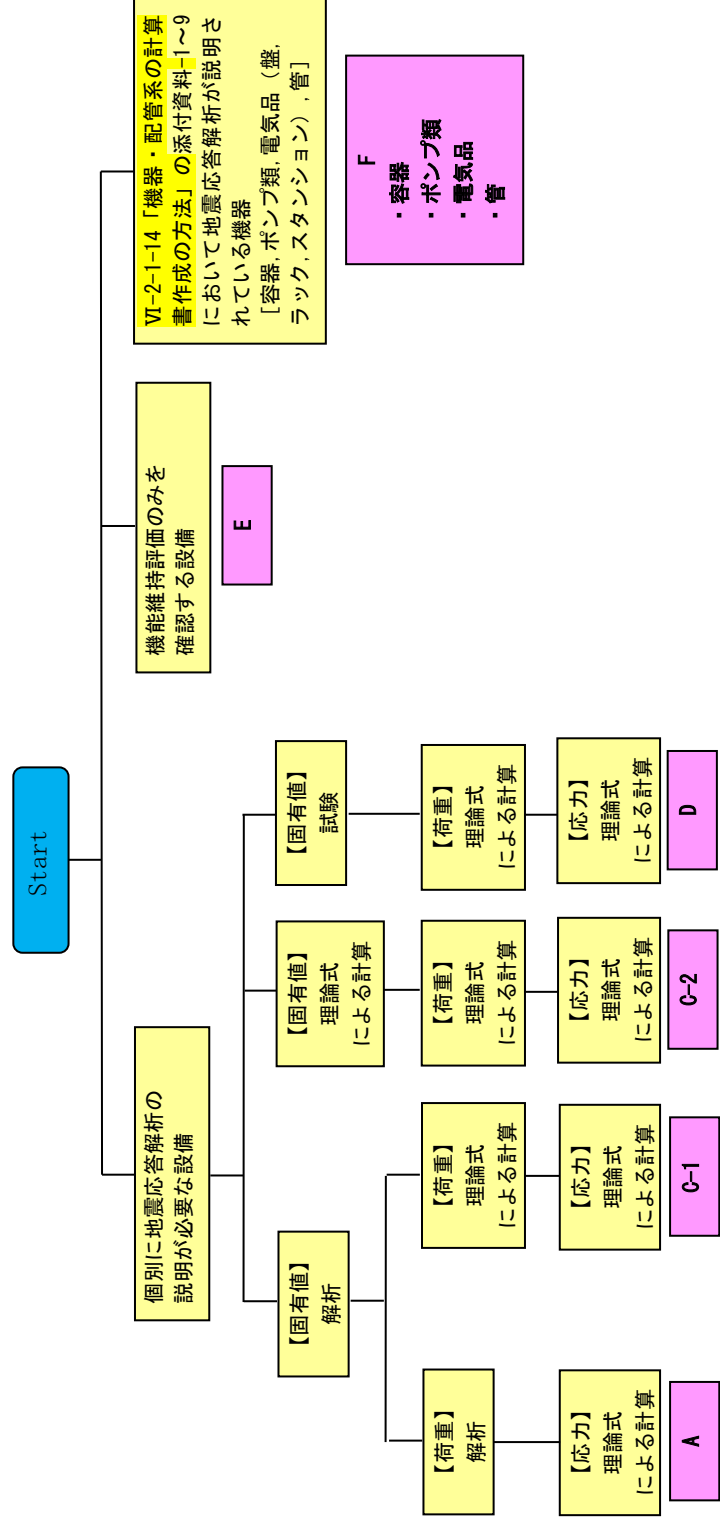 Start
個別に地震応答解析の
説明が必要な設備
機能維持評価のみを
確認する設備
Ⅵ-2-1-14「機器・配管系の計算
書作成の方法」の添付資料-1～9
において地震応答解析が説明さ
れている機器
[容器,ポンプ類,電気品（盤,
ラック,スタンション）,管]
【固有値】
解析
【固有値】
理論式
による計算
【固有値】
試験
E
F
・容器
・ポンプ類
・電気品
・管
【荷重】
解析
【荷重】
理論式
による計算
【荷重】
理論式
による計算
【荷重】
理論式
による計算
【応力】
理論式
による計算
【応力】
理論式
による計算
【応力】
理論式
による計算
【応力】
理論式
による計算
A
C-1
C-2
D